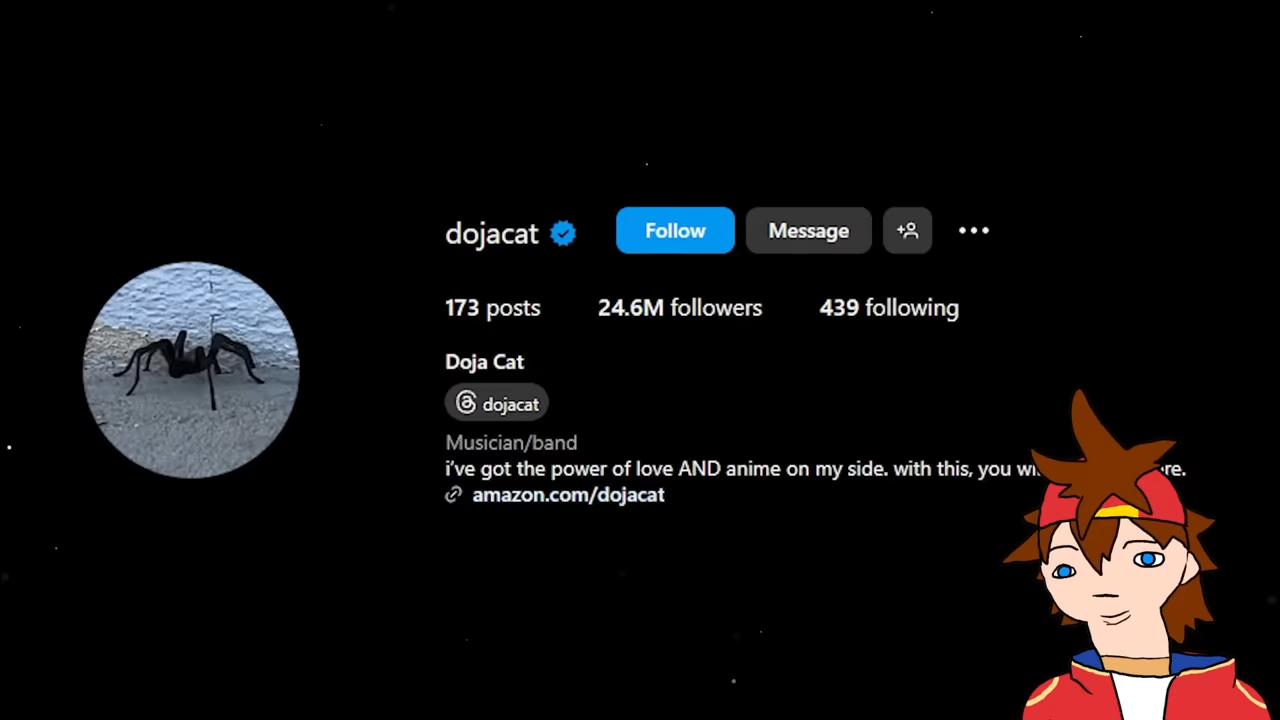 dojacat
Follow
Message
173 posts
24.6M followers
439 following
Doja Cat
dojacat
Musician/band
i've got the power of love AND anime on my side. with this, you
amazon.com/dojacat